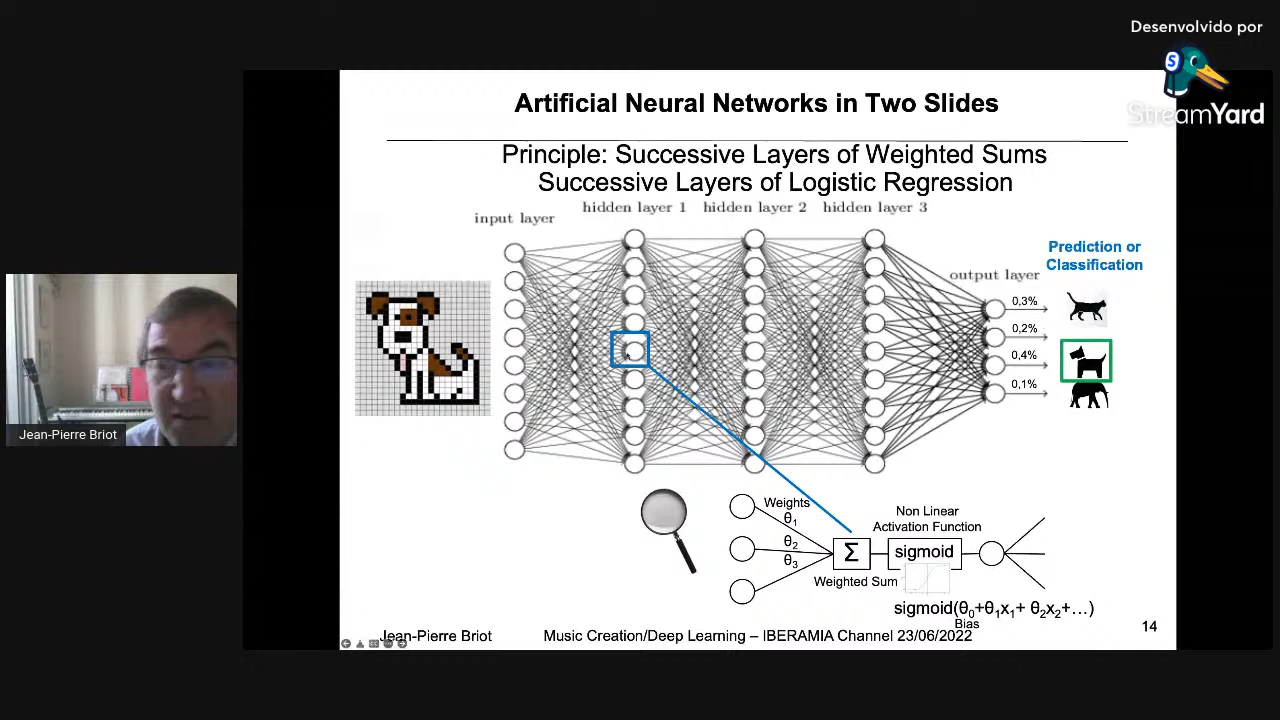 Desenvolvido por
S
StreamYard
Artificial Neural Networks in Two Slides
Principle: Successive Layers of Weighted Sums
Successive Layers of Logistic Regression
input layer
hidden layer 1
hidden layer 2
hidden layer 3
output layer
Prediction or
Classification
0,3%
0,2%
0,4%
0,1%
Jean-Pierre Briot
Weights
θ1
θ2
θ3
Σ
Weighted Sum
Non Linear
Activation Function
sigmoid
sigmoid(θ0+θ1x1+ θ2x2+...)
Bias
14
Jean-Pierre Briot
Music Creation/Deep Learning – IBERAMIA Channel 23/06/2022